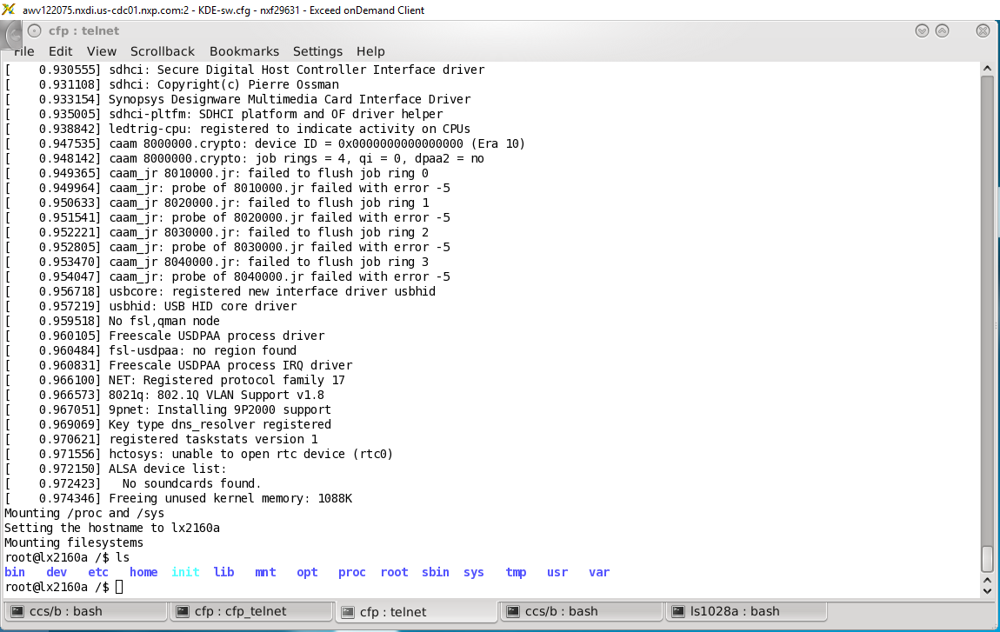 awv122075.nxdi.us-cdc01.nxp.com:2 - KDE-sw.cfg - nxf29631 - Exceed onDemand Client
cfp : telnet
File Edit View Scrollback Bookmarks Settings Help
[    0.930555] sdhci: Secure Digital Host Controller Interface driver
[    0.931108] sdhci: Copyright(c) Pierre Ossman
[    0.933154] Synopsys Designware Multimedia Card Interface Driver
[    0.935005] sdhci-pltfm: SDHCI platform and OF driver helper
[    0.938842] ledtrig-cpu: registered to indicate activity on CPUs
[    0.947535] caam 8000000.crypto: device ID = 0x0000000000000000 (Era 10)
[    0.948142] caam 8000000.crypto: job rings = 4, qi = 0, dpaa2 = no
[    0.949365] caam_jr 8010000.jr: failed to flush job ring 0
[    0.949964] caam_jr: probe of 8010000.jr failed with error -5
[    0.950633] caam_jr 8020000.jr: failed to flush job ring 1
[    0.951541] caam_jr: probe of 8020000.jr failed with error -5
[    0.952221] caam_jr 8030000.jr: failed to flush job ring 2
[    0.952805] caam_jr: probe of 8030000.jr failed with error -5
[    0.953470] caam_jr 8040000.jr: failed to flush job ring 3
[    0.954047] caam_jr: probe of 8040000.jr failed with error -5
[    0.956718] usbcore: registered new interface driver usbhid
[    0.957219] usbhid: USB HID core driver
[    0.959518] No fsl,qman node
[    0.960105] Freescale USDPAA process driver
[    0.960484] fsl-usdpaa: no region found
[    0.960831] Freescale USDPAA process IRQ driver
[    0.966100] NET: Registered protocol family 17
[    0.966573] 8021q: 802.1Q VLAN Support v1.8
[    0.967051] 9pnet: Installing 9P2000 support
[    0.969069] Key type dns_resolver registered
[    0.970621] registered taskstats version 1
[    0.971556] hctosys: unable to open rtc device (rtc0)
[    0.972150] ALSA device list:
[    0.972423]   No soundcards found.
[    0.974346] Freeing unused kernel memory: 1088K
Mounting /proc and /sys
Setting the hostname to lx2160a
Mounting filesystems
root@lx2160a /$ ls
bin   dev   etc   home  init  lib   mnt   opt   proc  root  sbin  sys   tmp   usr   var
root@lx2160a /$
ccs/b : bash cfp : cfp_telnet cfp : telnet ccs/b : bash ls1028a : bash